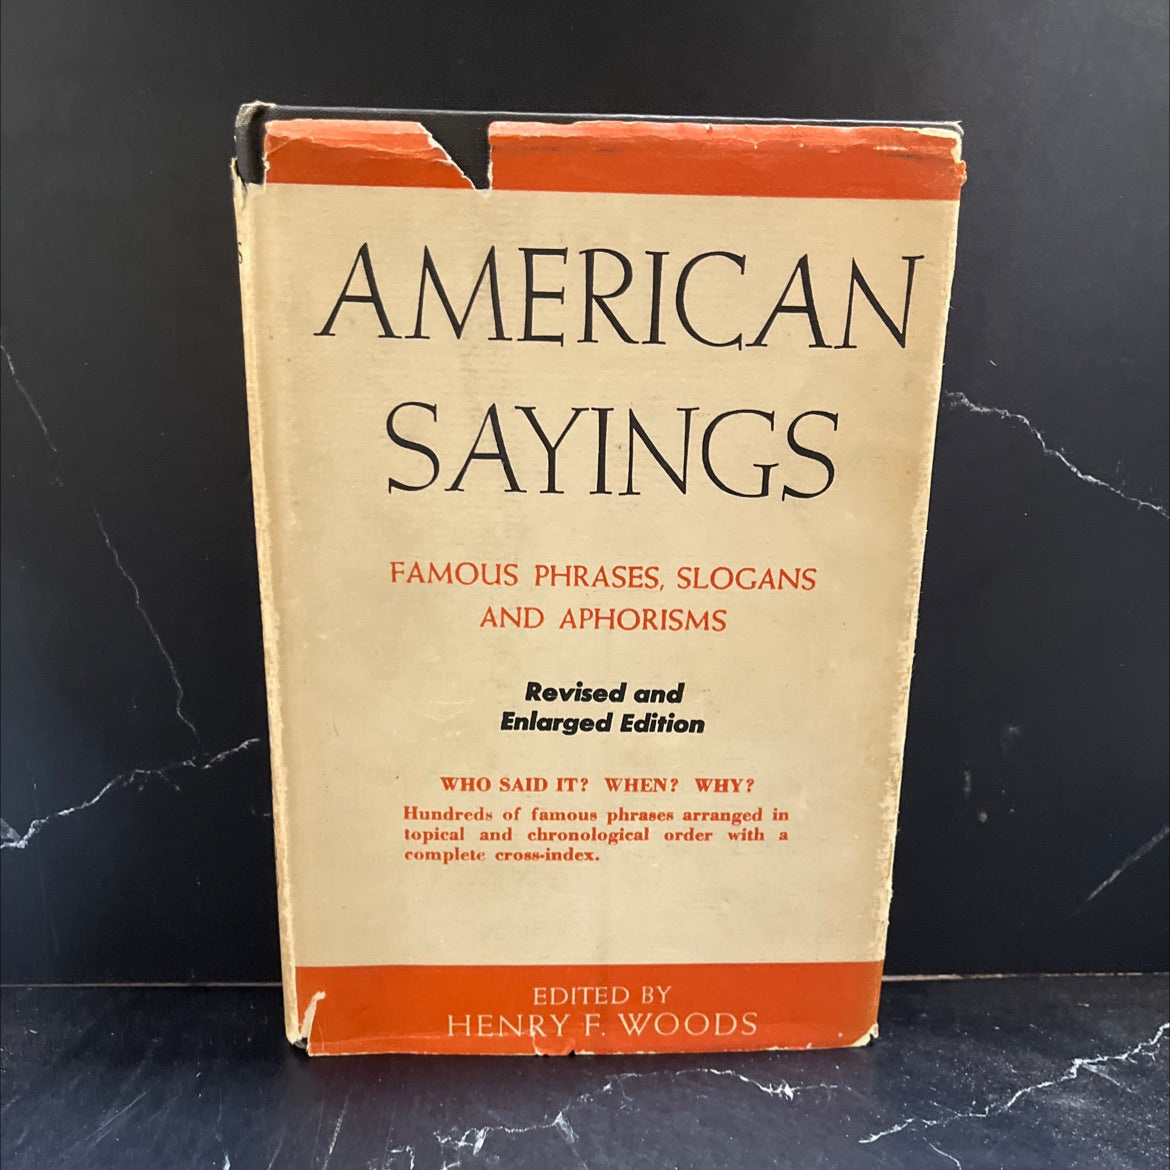 AMERICAN
SAYINGS
FAMOUS PHRASES, SLOGANS
AND APHORISMS
Revised and
Enlarged Edition
WHO SAID IT? WHEN? WHY?
Hundreds of famous phrases arranged in
topical and chronological order with a
complete cross-index.
EDITED BY
HENRY F. WOODS